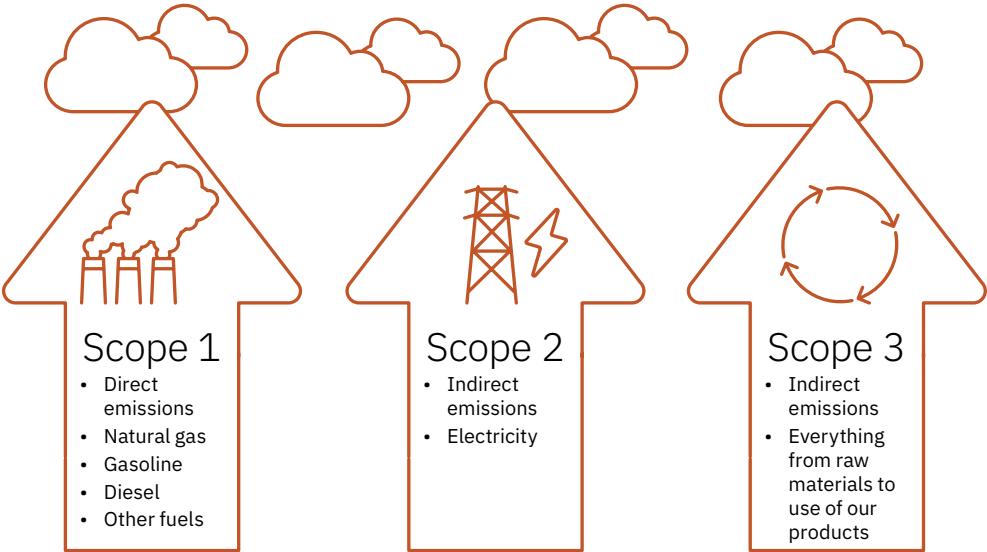 Scope 1
• Direct
emissions
• Natural gas
• Gasoline
• Diesel
• Other fuels
Scope 2
• Indirect
emissions
• Electricity
Scope 3
• Indirect
emissions
• Everything
from raw
materials to
use of our
products